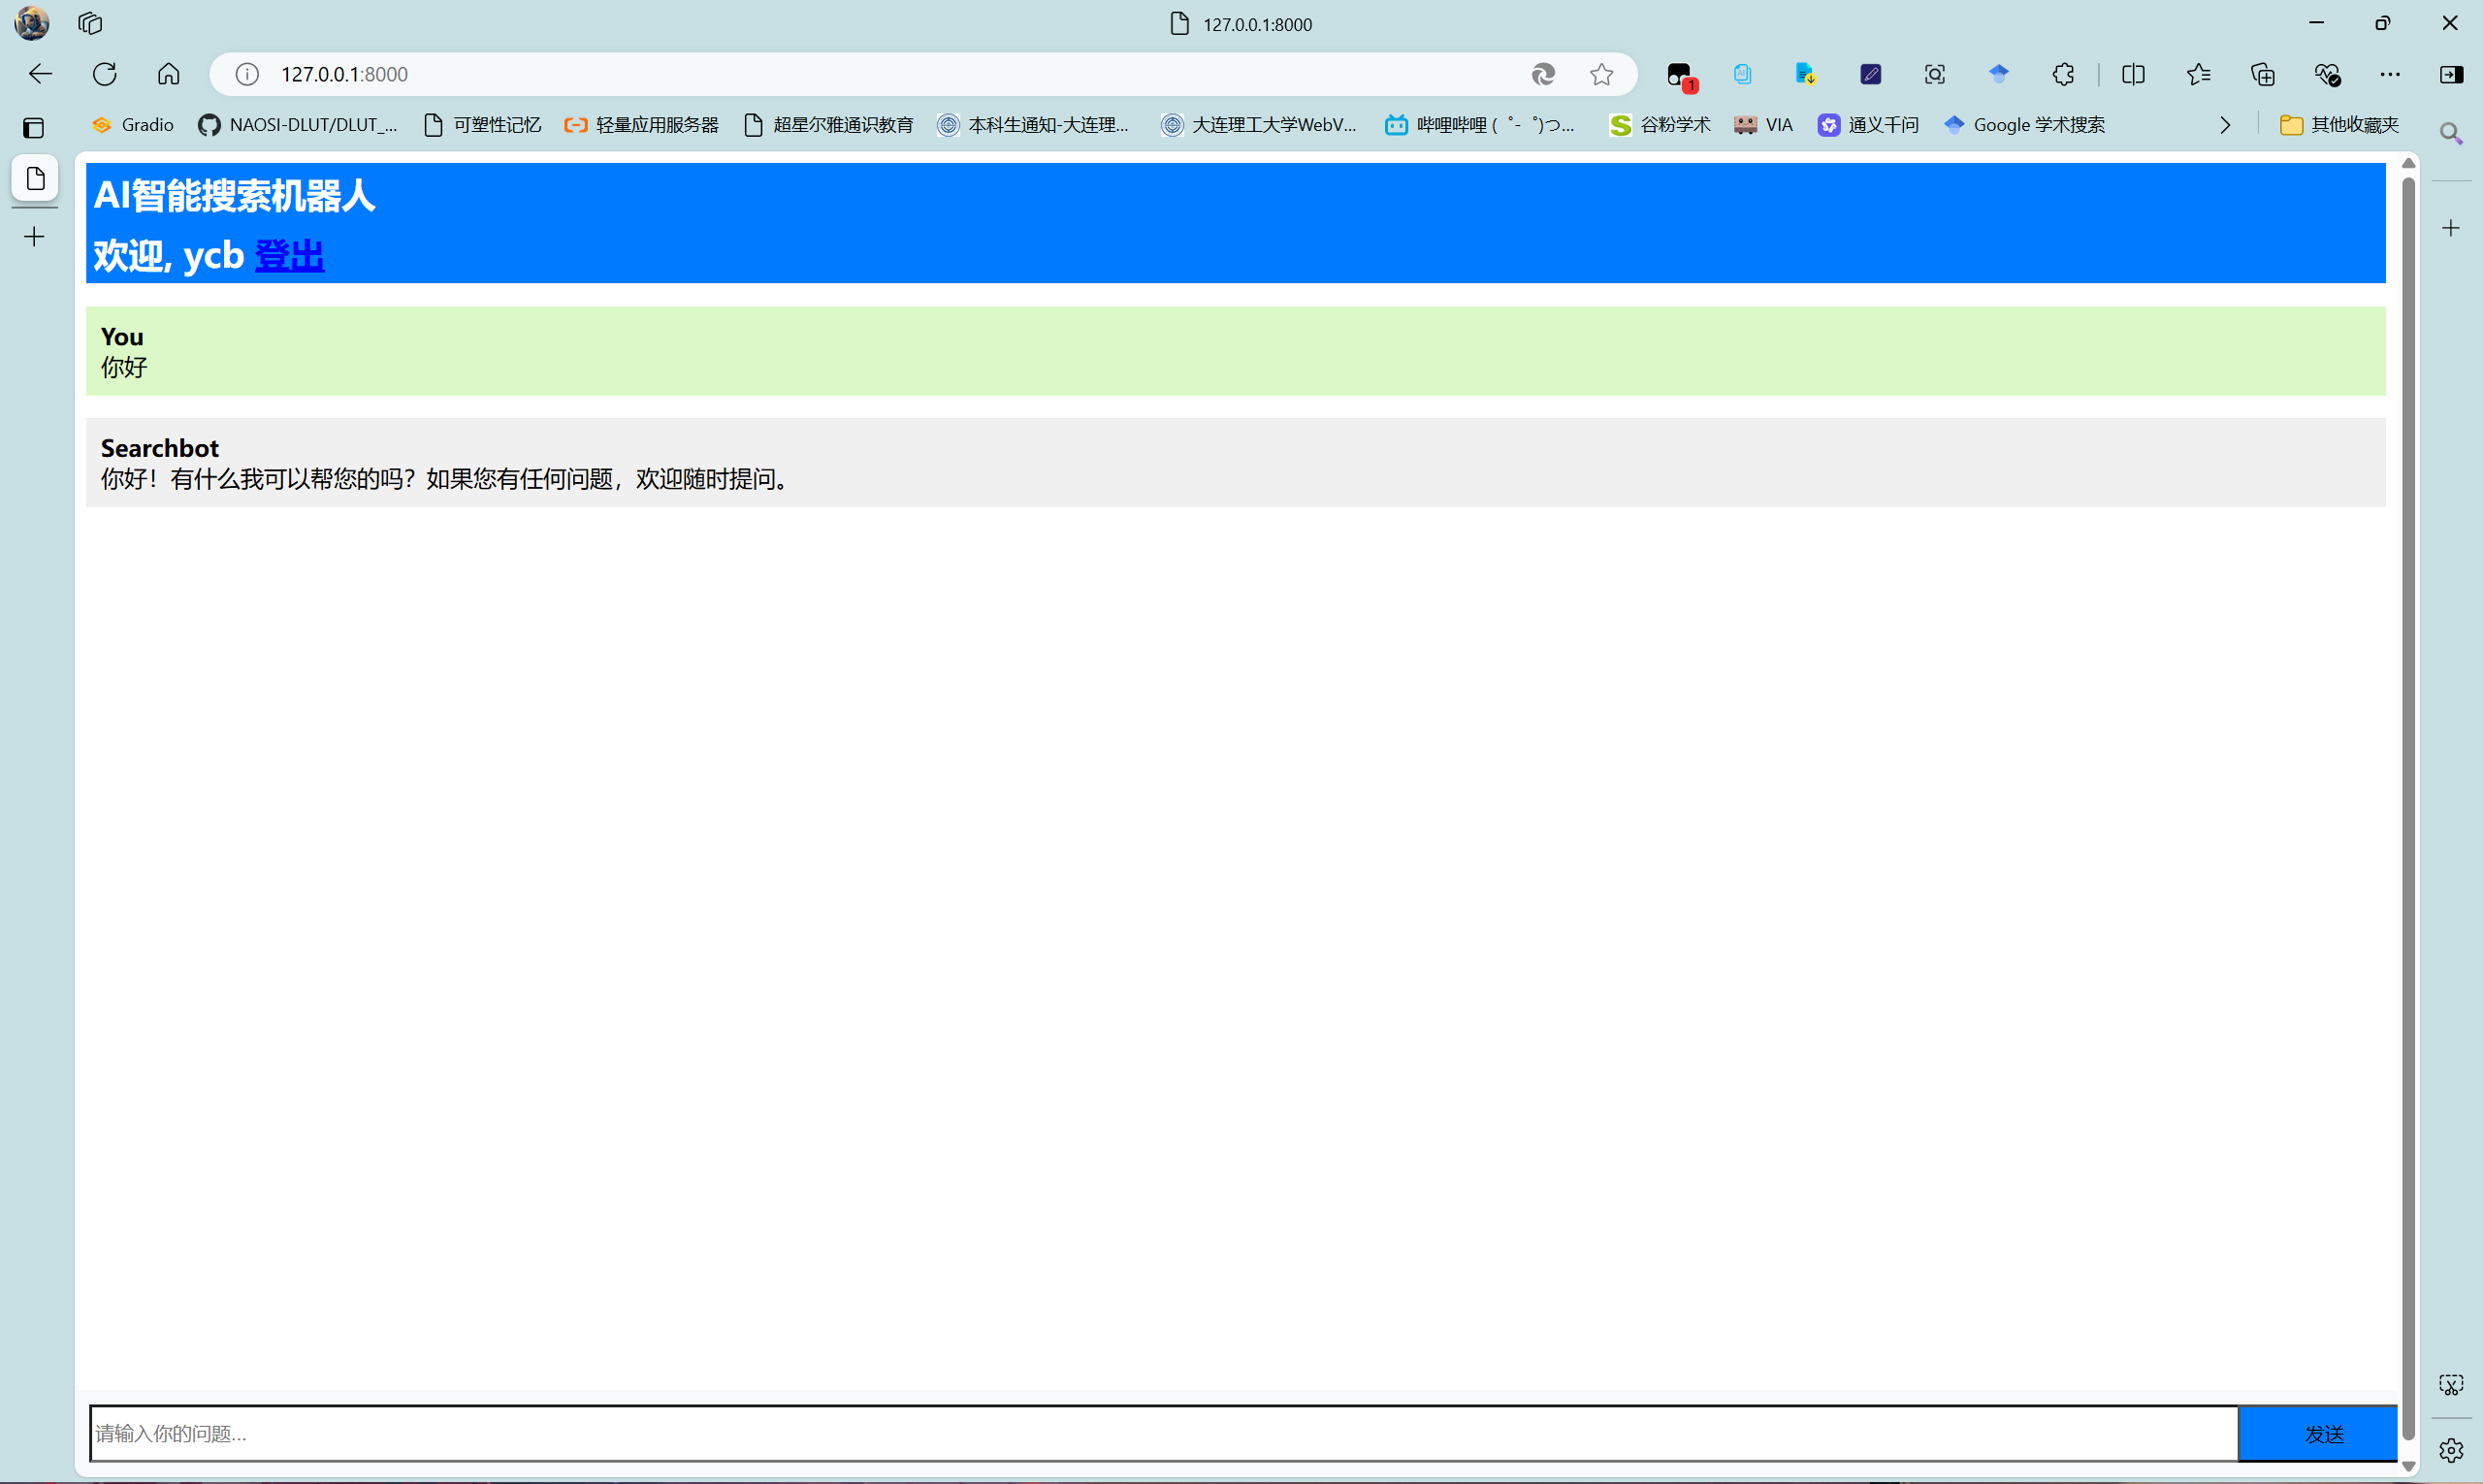 127.0.0.1:8000
127.0.0.1:8000
1
Gradio NAOSI-DLUT/DLUT_... 可塑性记忆 轻量应用服务器 超星尔雅通识教育 本科生通知-大连理... 大连理工大学WebV... 哔哩哔哩 (゜-゜)つ... 谷粉学术 VIA 通义千问 Google 学术搜索 其他收藏夹
AI智能搜索机器人
欢迎, ycb 登出
You
你好
Searchbot
你好！有什么我可以帮您的吗？如果您有任何问题，欢迎随时提问。
请输入你的问题... 发送